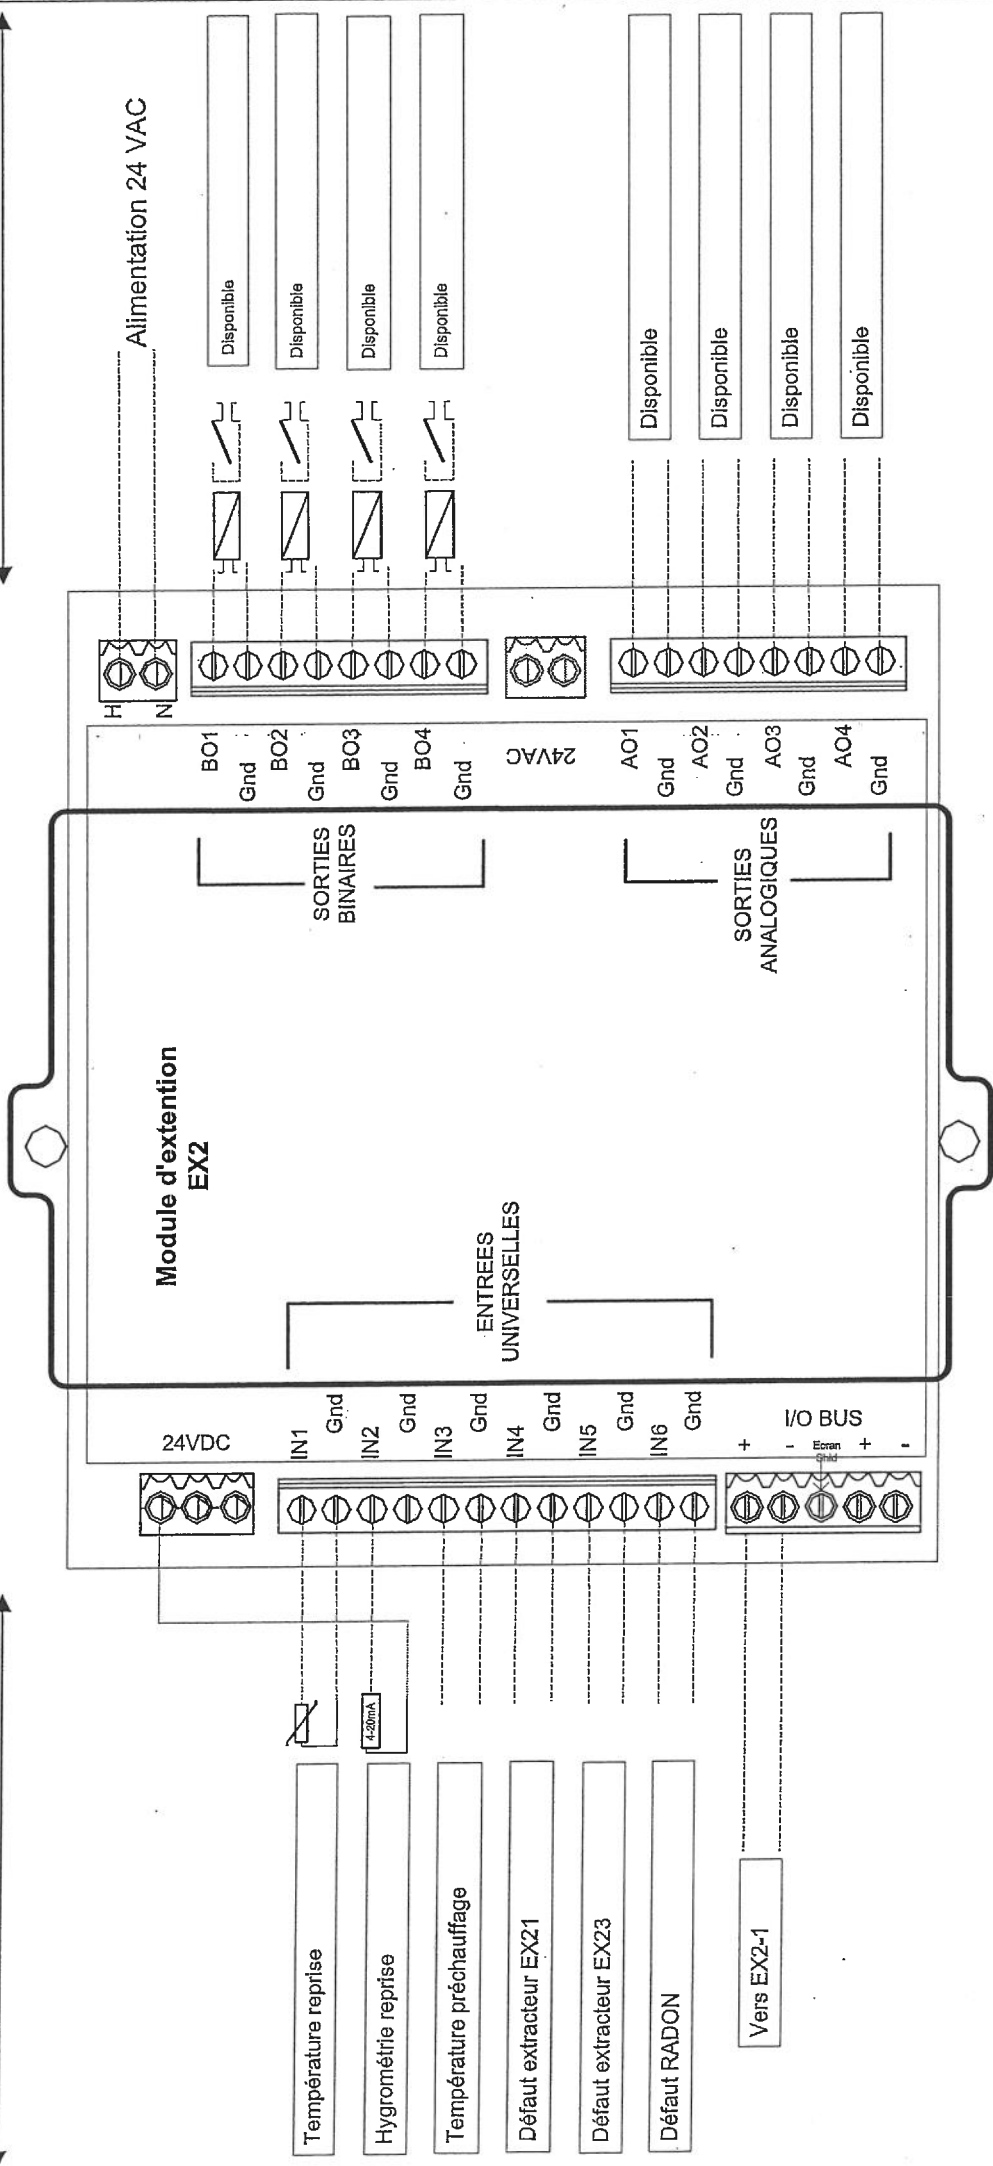 Alimentation 24 VAC
Disponible
Disponible
Disponible
Disponible
Disponible
Disponible
Disponible
Disponible
H
N
BO1
Gnd
BO2
Gnd
BO3
Gnd
BO4
Gnd
24VAC
AO1
Gnd
AO2
Gnd
AO3
Gnd
AO4
Gnd
SORTIES
BINAIRES
SORTIES
ANALOGIQUES
Module d'extention
EX2
ENTREES
UNIVERSELLES
24VDC
IN1
Gnd
IN2
Gnd
IN3
Gnd
IN4
Gnd
IN5
Gnd
IN6
Gnd
I/O BUS
+
-
Ecran
Shld
+
-
4-20mA
Température reprise
Hygrométrie reprise
Température préchauffage
Défaut extracteur EX21
Défaut extracteur EX23
Défaut RADON
Vers EX2-1